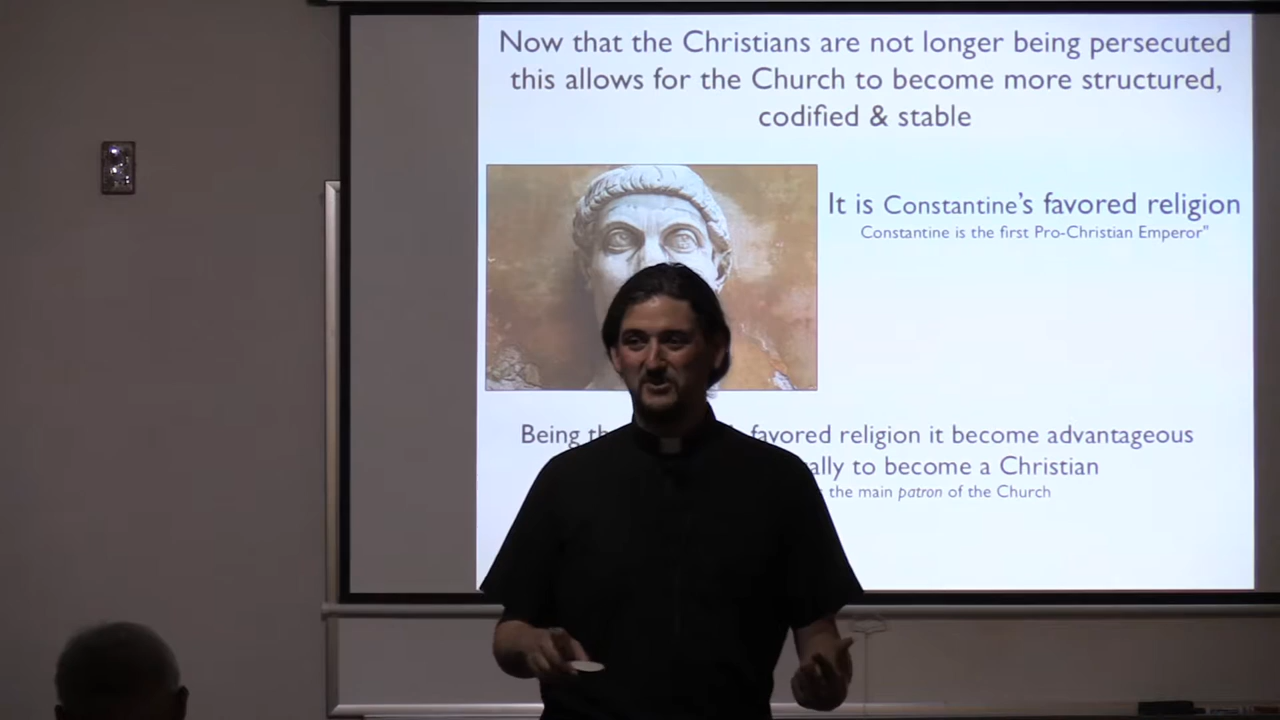 Now that the Christians are not longer being persecuted
this allows for the Church to become more structured,
codified & stable
It is Constantine's favored religion
Constantine is the first Pro-Christian Emperor"
Being favored religion it become advantageous
to become a Christian
the main patron of the Church